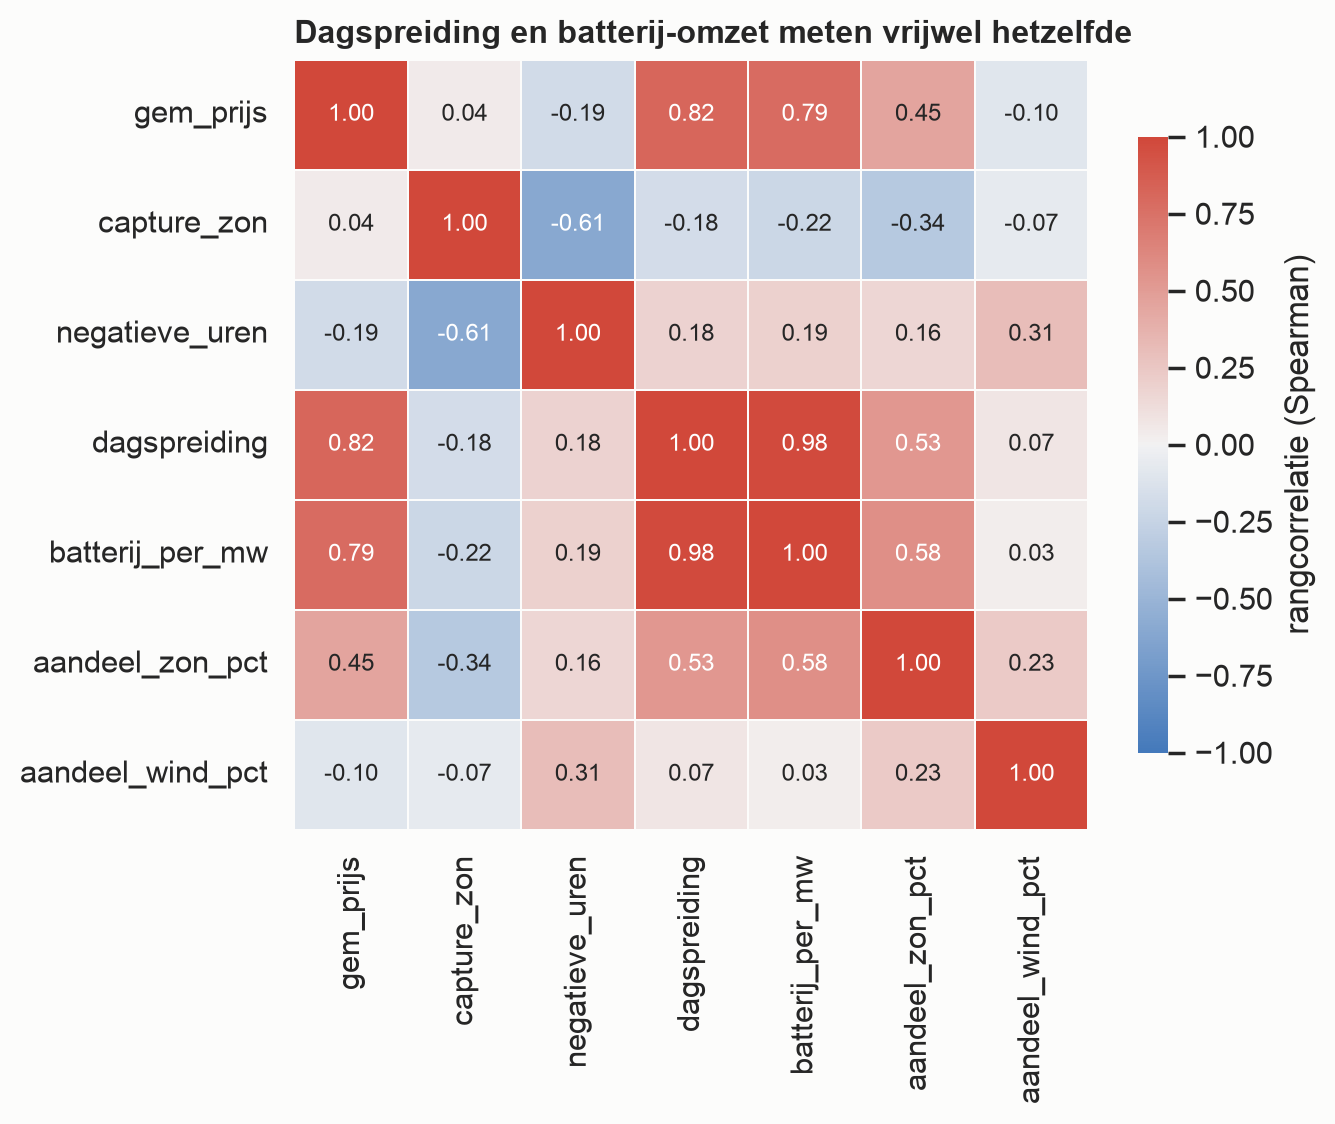 Dagspreiding en batterij-omzet meten vrijwel hetzelfde
gem_prijs 1.00 0.04 -0.19 0.82 0.79 0.45 -0.10
capture_zon 0.04 1.00 -0.61 -0.18 -0.22 -0.34 -0.07
negatieve_uren -0.19 -0.61 1.00 0.18 0.19 0.16 0.31
dagspreiding 0.82 -0.18 0.18 1.00 0.98 0.53 0.07
batterij_per_mw 0.79 -0.22 0.19 0.98 1.00 0.58 0.03
aandeel_zon_pct 0.45 -0.34 0.16 0.53 0.58 1.00 0.23
aandeel_wind_pct -0.10 -0.07 0.31 0.07 0.03 0.23 1.00
gem_prijs
capture_zon
negatieve_uren
dagspreiding
batterij_per_mw
aandeel_zon_pct
aandeel_wind_pct
1.00
0.75
0.50
0.25
0.00
−0.25
−0.50
−0.75
−1.00
rangcorrelatie (Spearman)